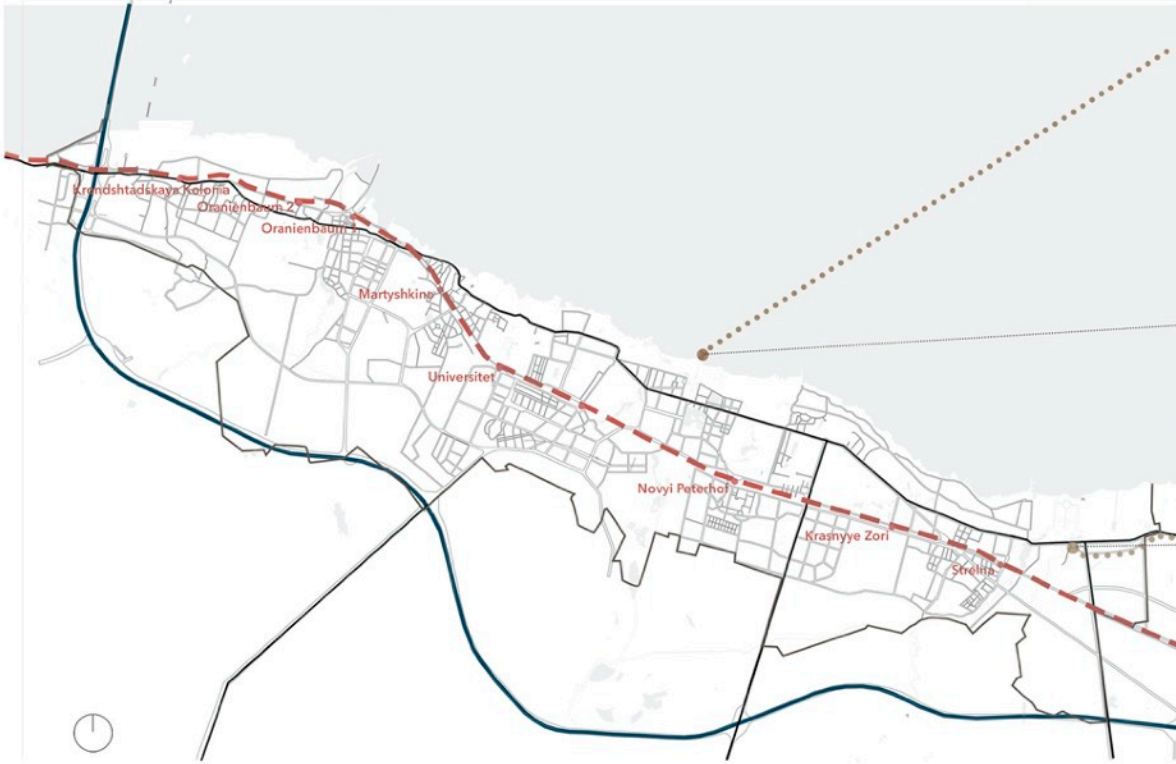 Krondshtadskaya Kolonia
Oranienbaum 2
Oranienbaum 1
Martyshkino
Universitet
Novyi Peterhof
Krasnyye Zori
Strelna